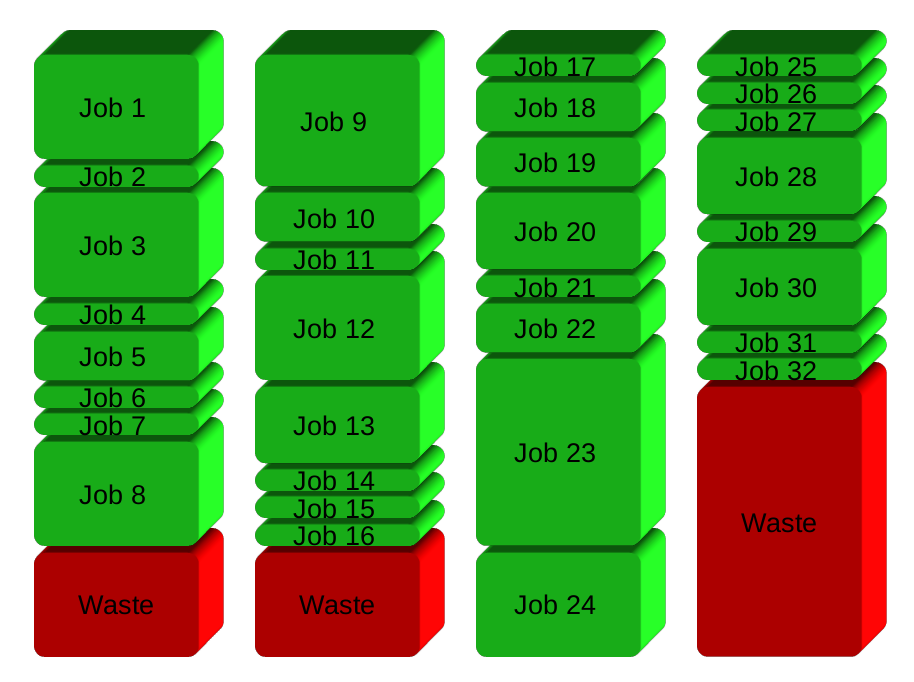 Job 1
Job 2
Job 3
Job 4
Job 5
Job 6
Job 7
Job 8
Waste
Job 9
Job 10
Job 11
Job 12
Job 13
Job 14
Job 15
Job 16
Waste
Job 17
Job 18
Job 19
Job 20
Job 21
Job 22
Job 23
Job 24
Job 25
Job 26
Job 27
Job 28
Job 29
Job 30
Job 31
Job 32
Waste